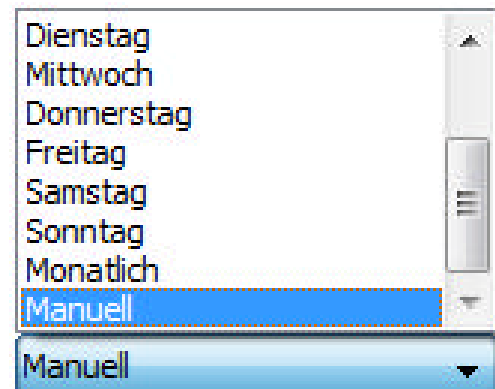 Dienstag
Mittwoch
Donnerstag
Freitag
Samstag
Sonntag
Monatlich
Manuell
Manuell